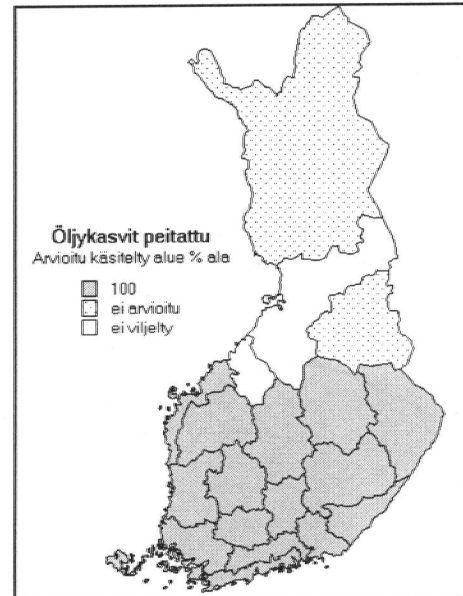 Öljykasvit peitattu
Arvioitu käsitelty alue % ala
100
ei arvioitu
ei viljelty